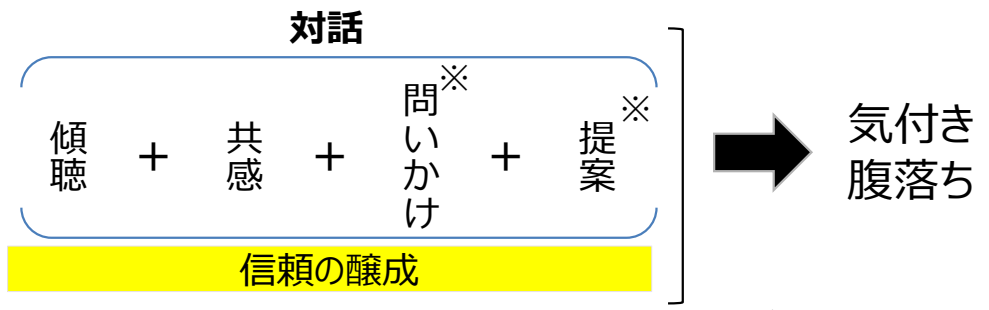 対話
傾聴 + 共感 + 問いかけ※ + 提案※
気付き
腹落ち
信頼の醸成